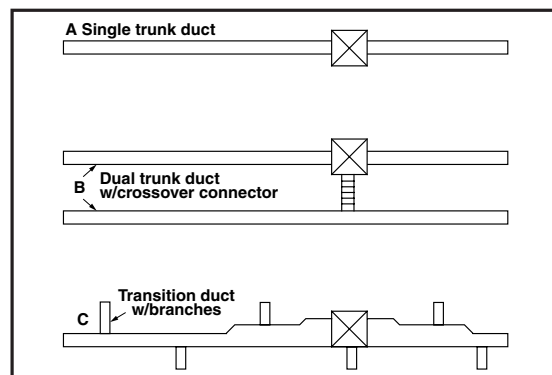 A Single trunk duct
B
Dual trunk duct
w/crossover connector
C
Transition duct
w/branches